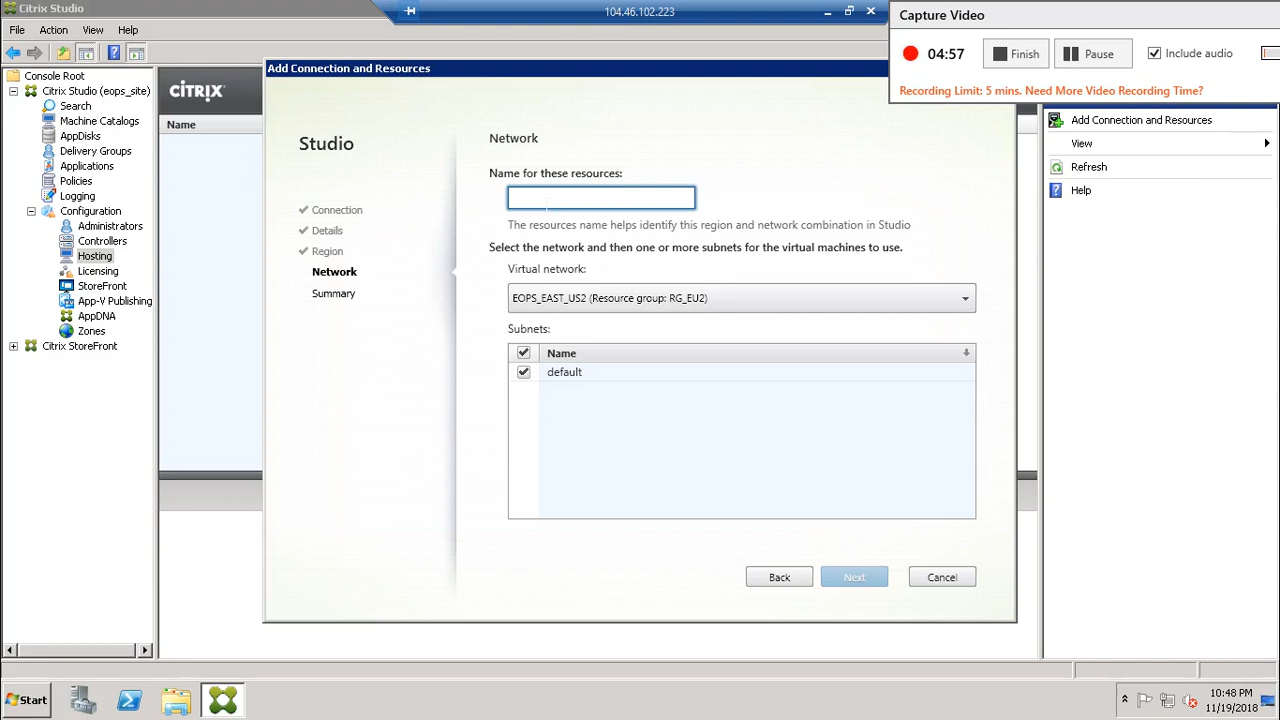 Citrix Studio
104.46.102.223
File Action View Help
Console Root
Citrix Studio (eops_site)
Search
Machine Catalogs
AppDisks
Delivery Groups
Applications
Policies
Logging
Configuration
Administrators
Controllers
Hosting
Licensing
StoreFront
App-V Publishing
AppDNA
Zones
Citrix StoreFront
CİTRIX
Name
Add Connection and Resources
Studio
Connection
Details
Region
Network
Summary
Network
Name for these resources:
The resources name helps identify this region and network combination in Studio
Select the network and then one or more subnets for the virtual machines to use.
Virtual network:
EOPS_EAST_US2 (Resource group: RG_EU2)
Subnets:
Name
default
Back Next Cancel
Capture Video
04:57 Finish Pause Include audio
Recording Limit: 5 mins. Need More Video Recording Time?
Add Connection and Resources
View
Refresh
Help
Start
10:48 PM
11/19/2018